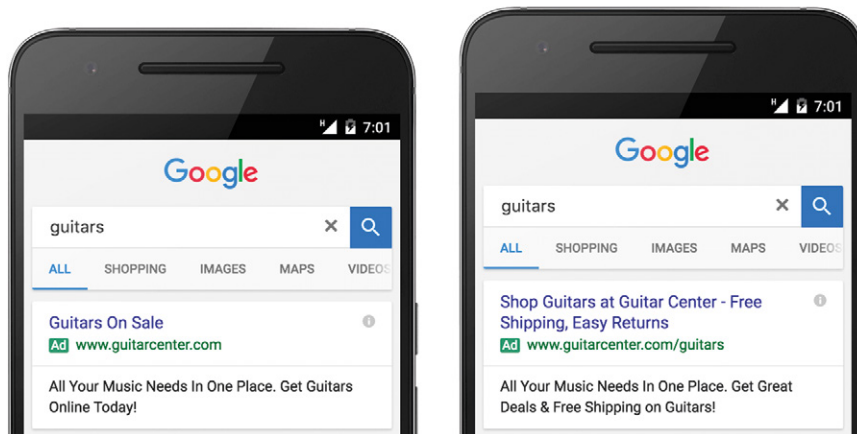 H 7:01
Google
guitars
ALL SHOPPING IMAGES MAPS VIDEOS
Guitars On Sale
Ad www.guitarcenter.com
All Your Music Needs In One Place. Get Guitars
Online Today!
H 7:01
Google
guitars
ALL SHOPPING IMAGES MAPS VIDEOS
Shop Guitars at Guitar Center - Free
Shipping, Easy Returns
Ad www.guitarcenter.com/guitars
All Your Music Needs In One Place. Get Great
Deals & Free Shipping on Guitars!